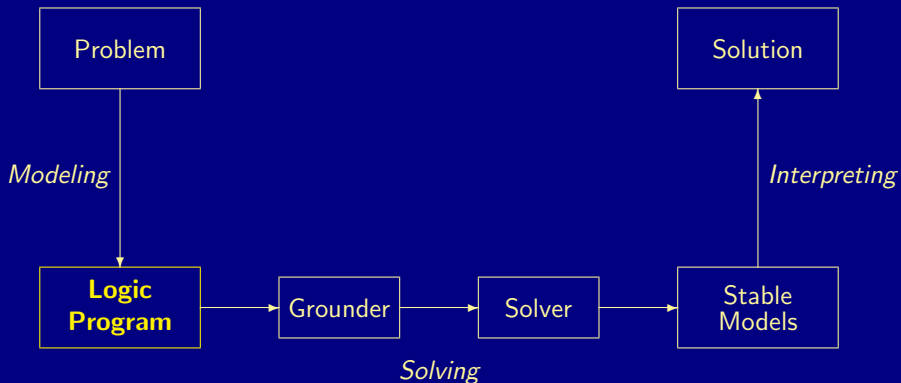 Problem
Solution
Modeling
Interpreting
Logic
Program
Grounder
Solver
Stable
Models
Solving